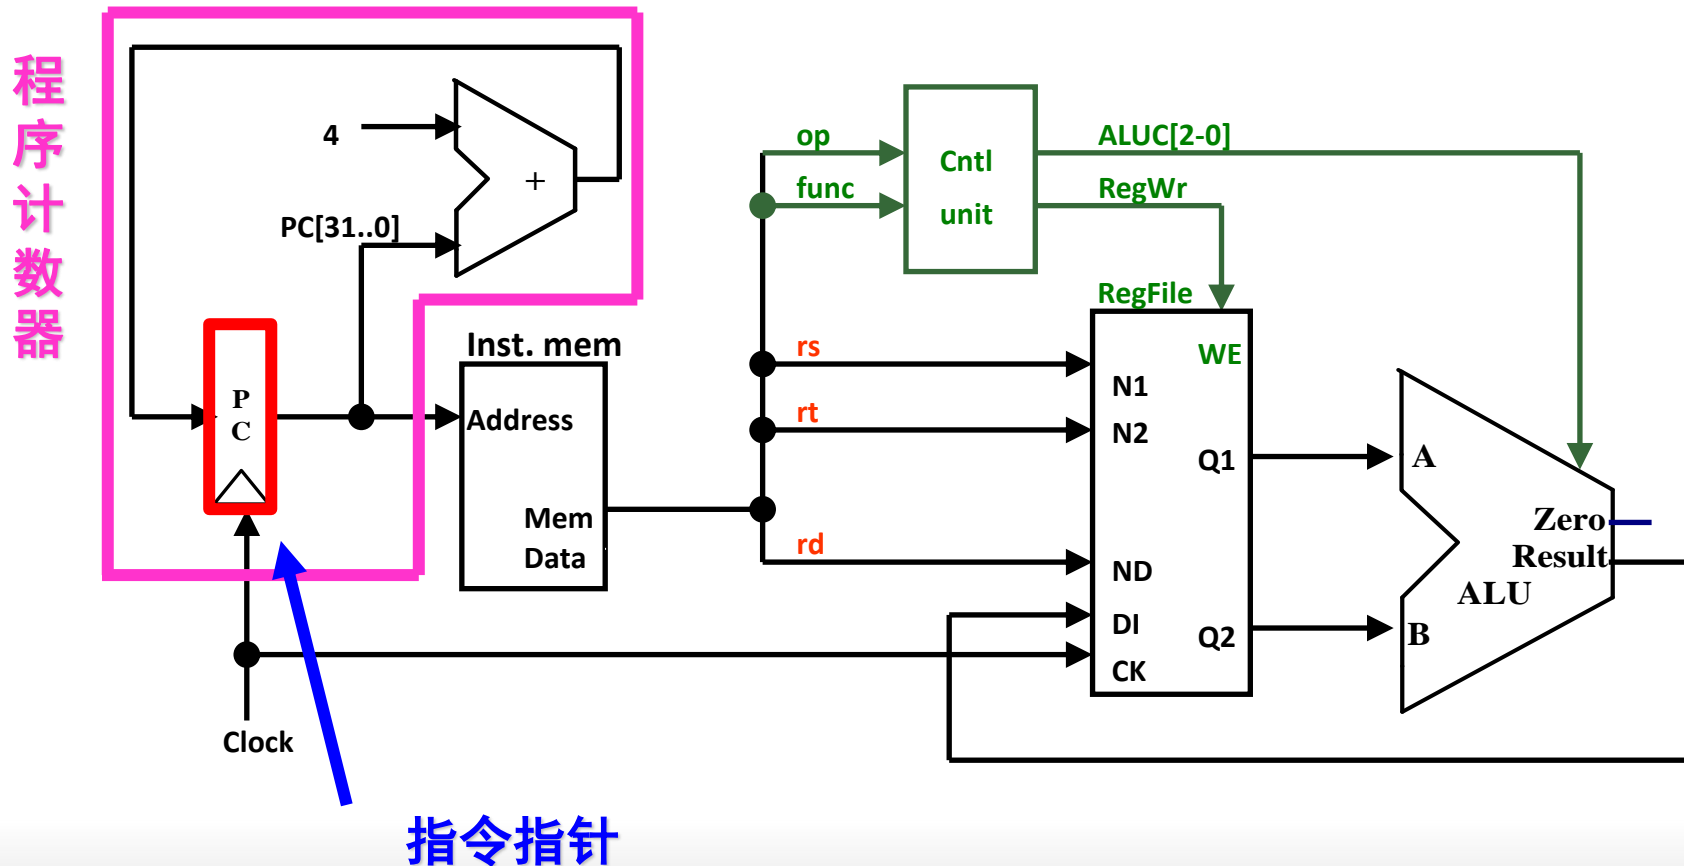 程序计数器
4
+
PC[31..0]
PC
Clock
指令指针
Inst. mem
Address
Mem
Data
op
func
rs
rt
rd
Cntl
unit
ALUC[2-0]
RegWr
RegFile
WE
N1
N2
Q1
ND
DI
Q2
CK
A
B
Zero
Result
ALU